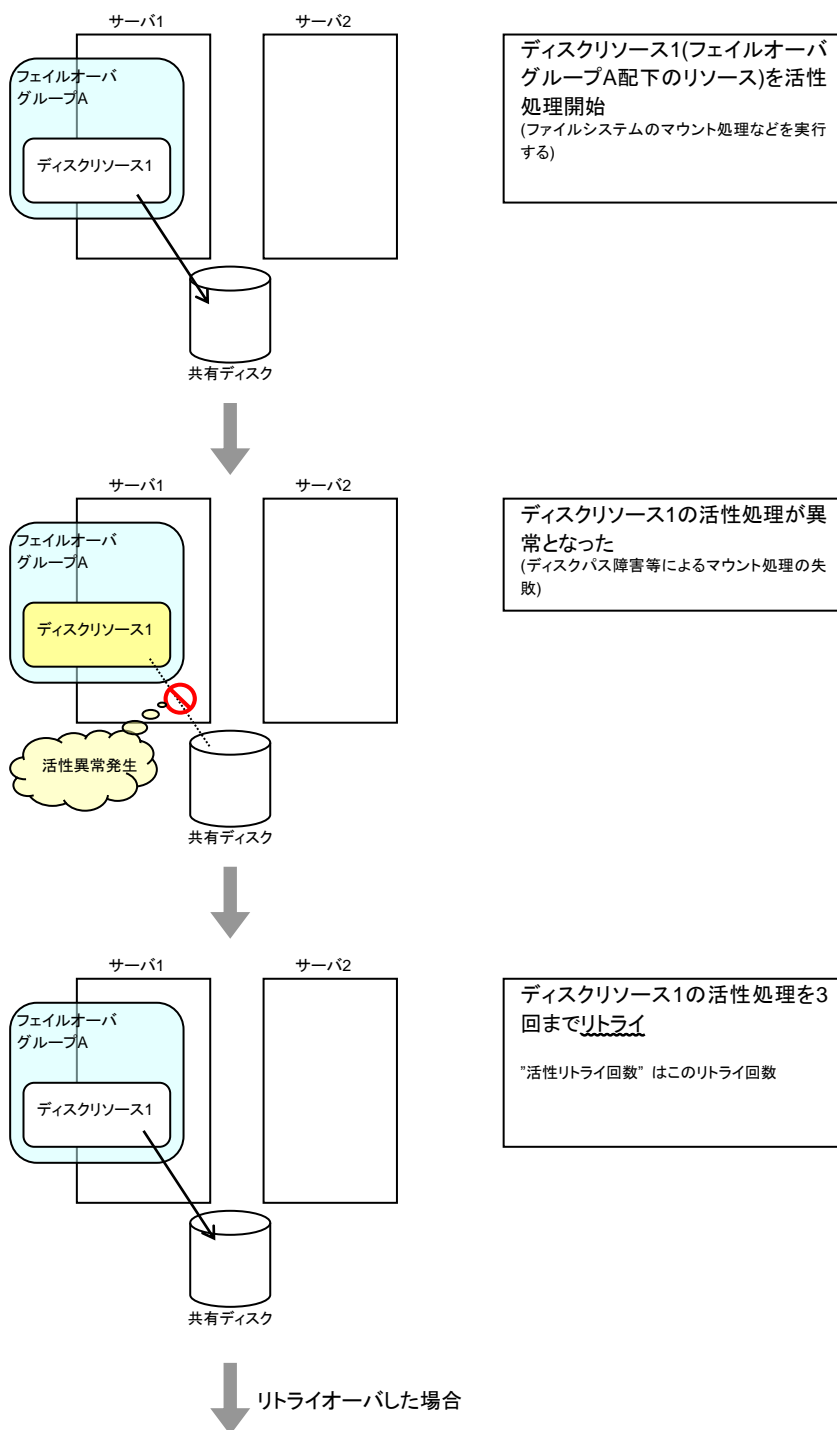 サーバ1
サーバ2
フェイルオーバ
グループA
ディスクリソース1
共有ディスク
ディスクリソース1(フェイルオーバ
グループA配下のリソース)を活性
処理開始
(ファイルシステムのマウント処理などを実行
する)
サーバ1
サーバ2
フェイルオーバ
グループA
ディスクリソース1
活性異常発生
共有ディスク
ディスクリソース1の活性処理が異
常となった
(ディスクパス障害等によるマウント処理の失
敗)
サーバ1
サーバ2
フェイルオーバ
グループA
ディスクリソース1
共有ディスク
ディスクリソース1の活性処理を3
回までリトライ
”活性リトライ回数” はこのリトライ回数
リトライオーバした場合